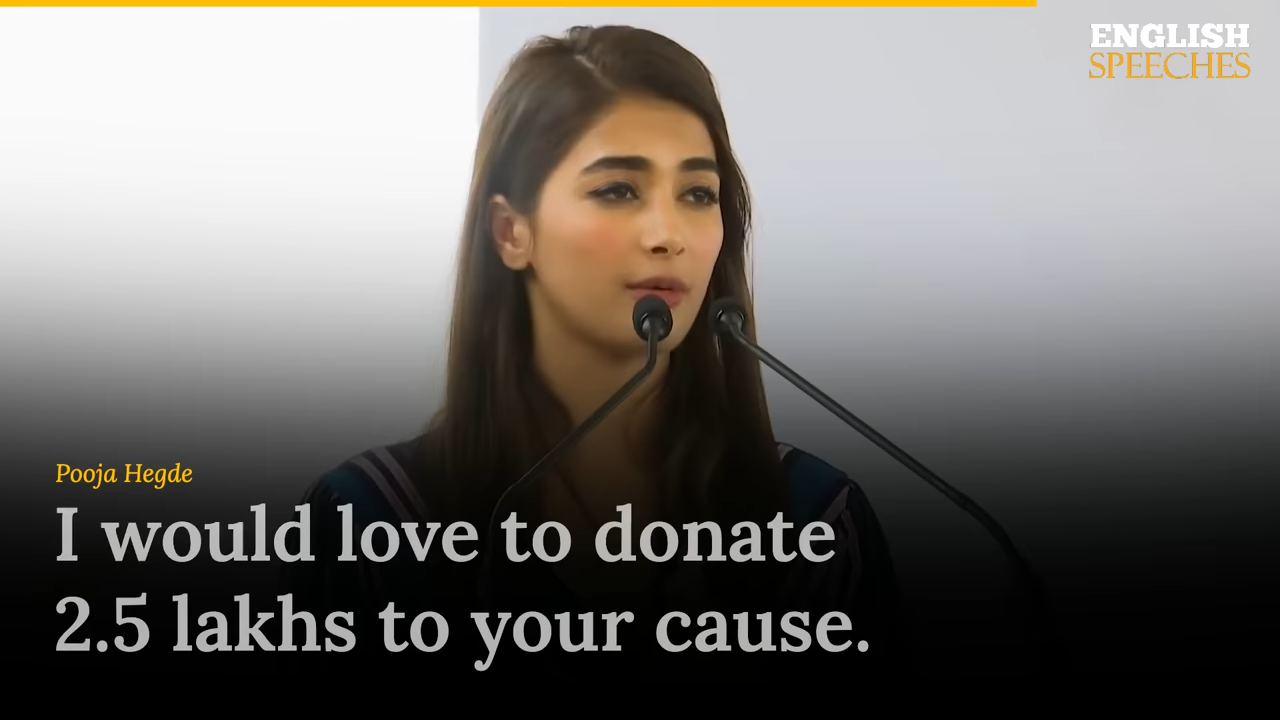 ENGLISH
SPEECHES
Pooja Hegde
I would love to donate
2.5 lakhs to your cause.